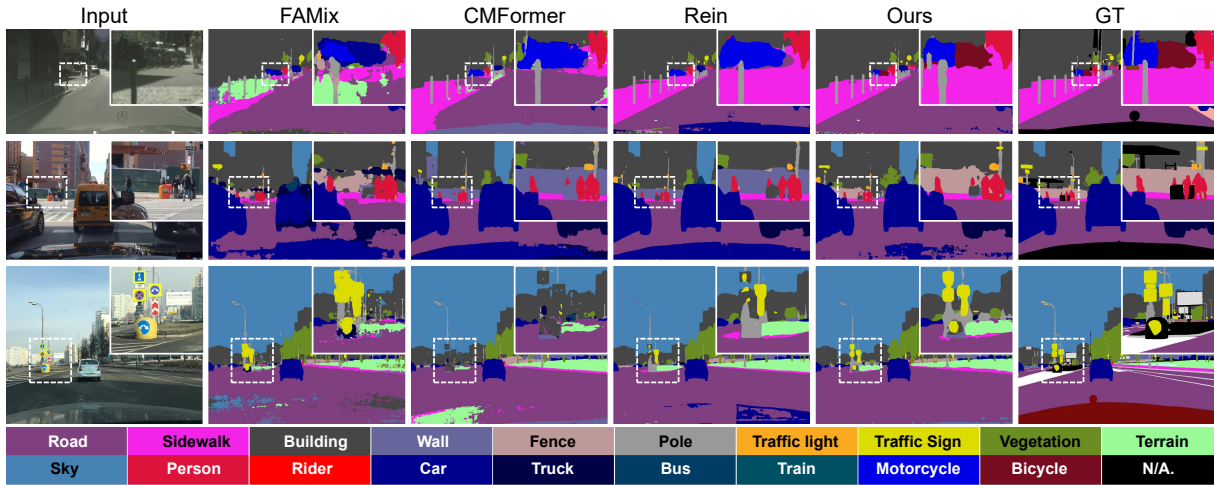 Input FAMix CMFormer Rein Ours GT
Road Sidewalk Building Wall Fence Pole Traffic light Traffic Sign Vegetation Terrain
Sky Person Rider Car Truck Bus Train Motorcycle Bicycle N/A.